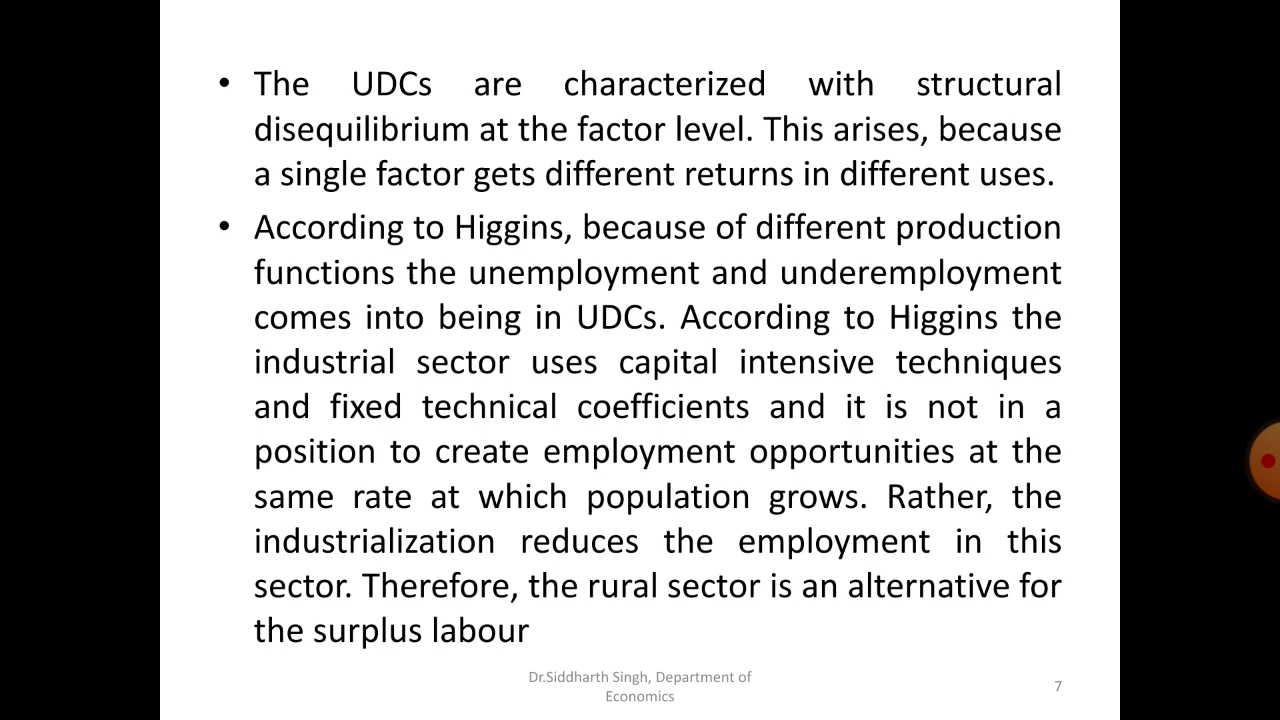 • The UDCs are characterized with structural
disequilibrium at the factor level. This arises, because
a single factor gets different returns in different uses.
• According to Higgins, because of different production
functions the unemployment and underemployment
comes into being in UDCs. According to Higgins the
industrial sector uses capital intensive techniques
and fixed technical coefficients and it is not in a
position to create employment opportunities at the
same rate at which population grows. Rather, the
industrialization reduces the employment in this
sector. Therefore, the rural sector is an alternative for
the surplus labour
Dr.Siddharth Singh, Department of
Economics
7